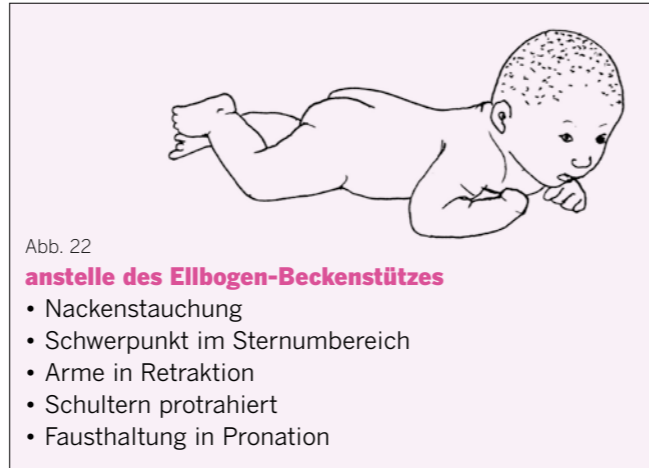 Abb. 22
anstelle des Ellbogen-Beckenstützes
• Nackenstauchung
• Schwerpunkt im Sternumbereich
• Arme in Retraktion
• Schultern protrahiert
• Fausthaltung in Pronation